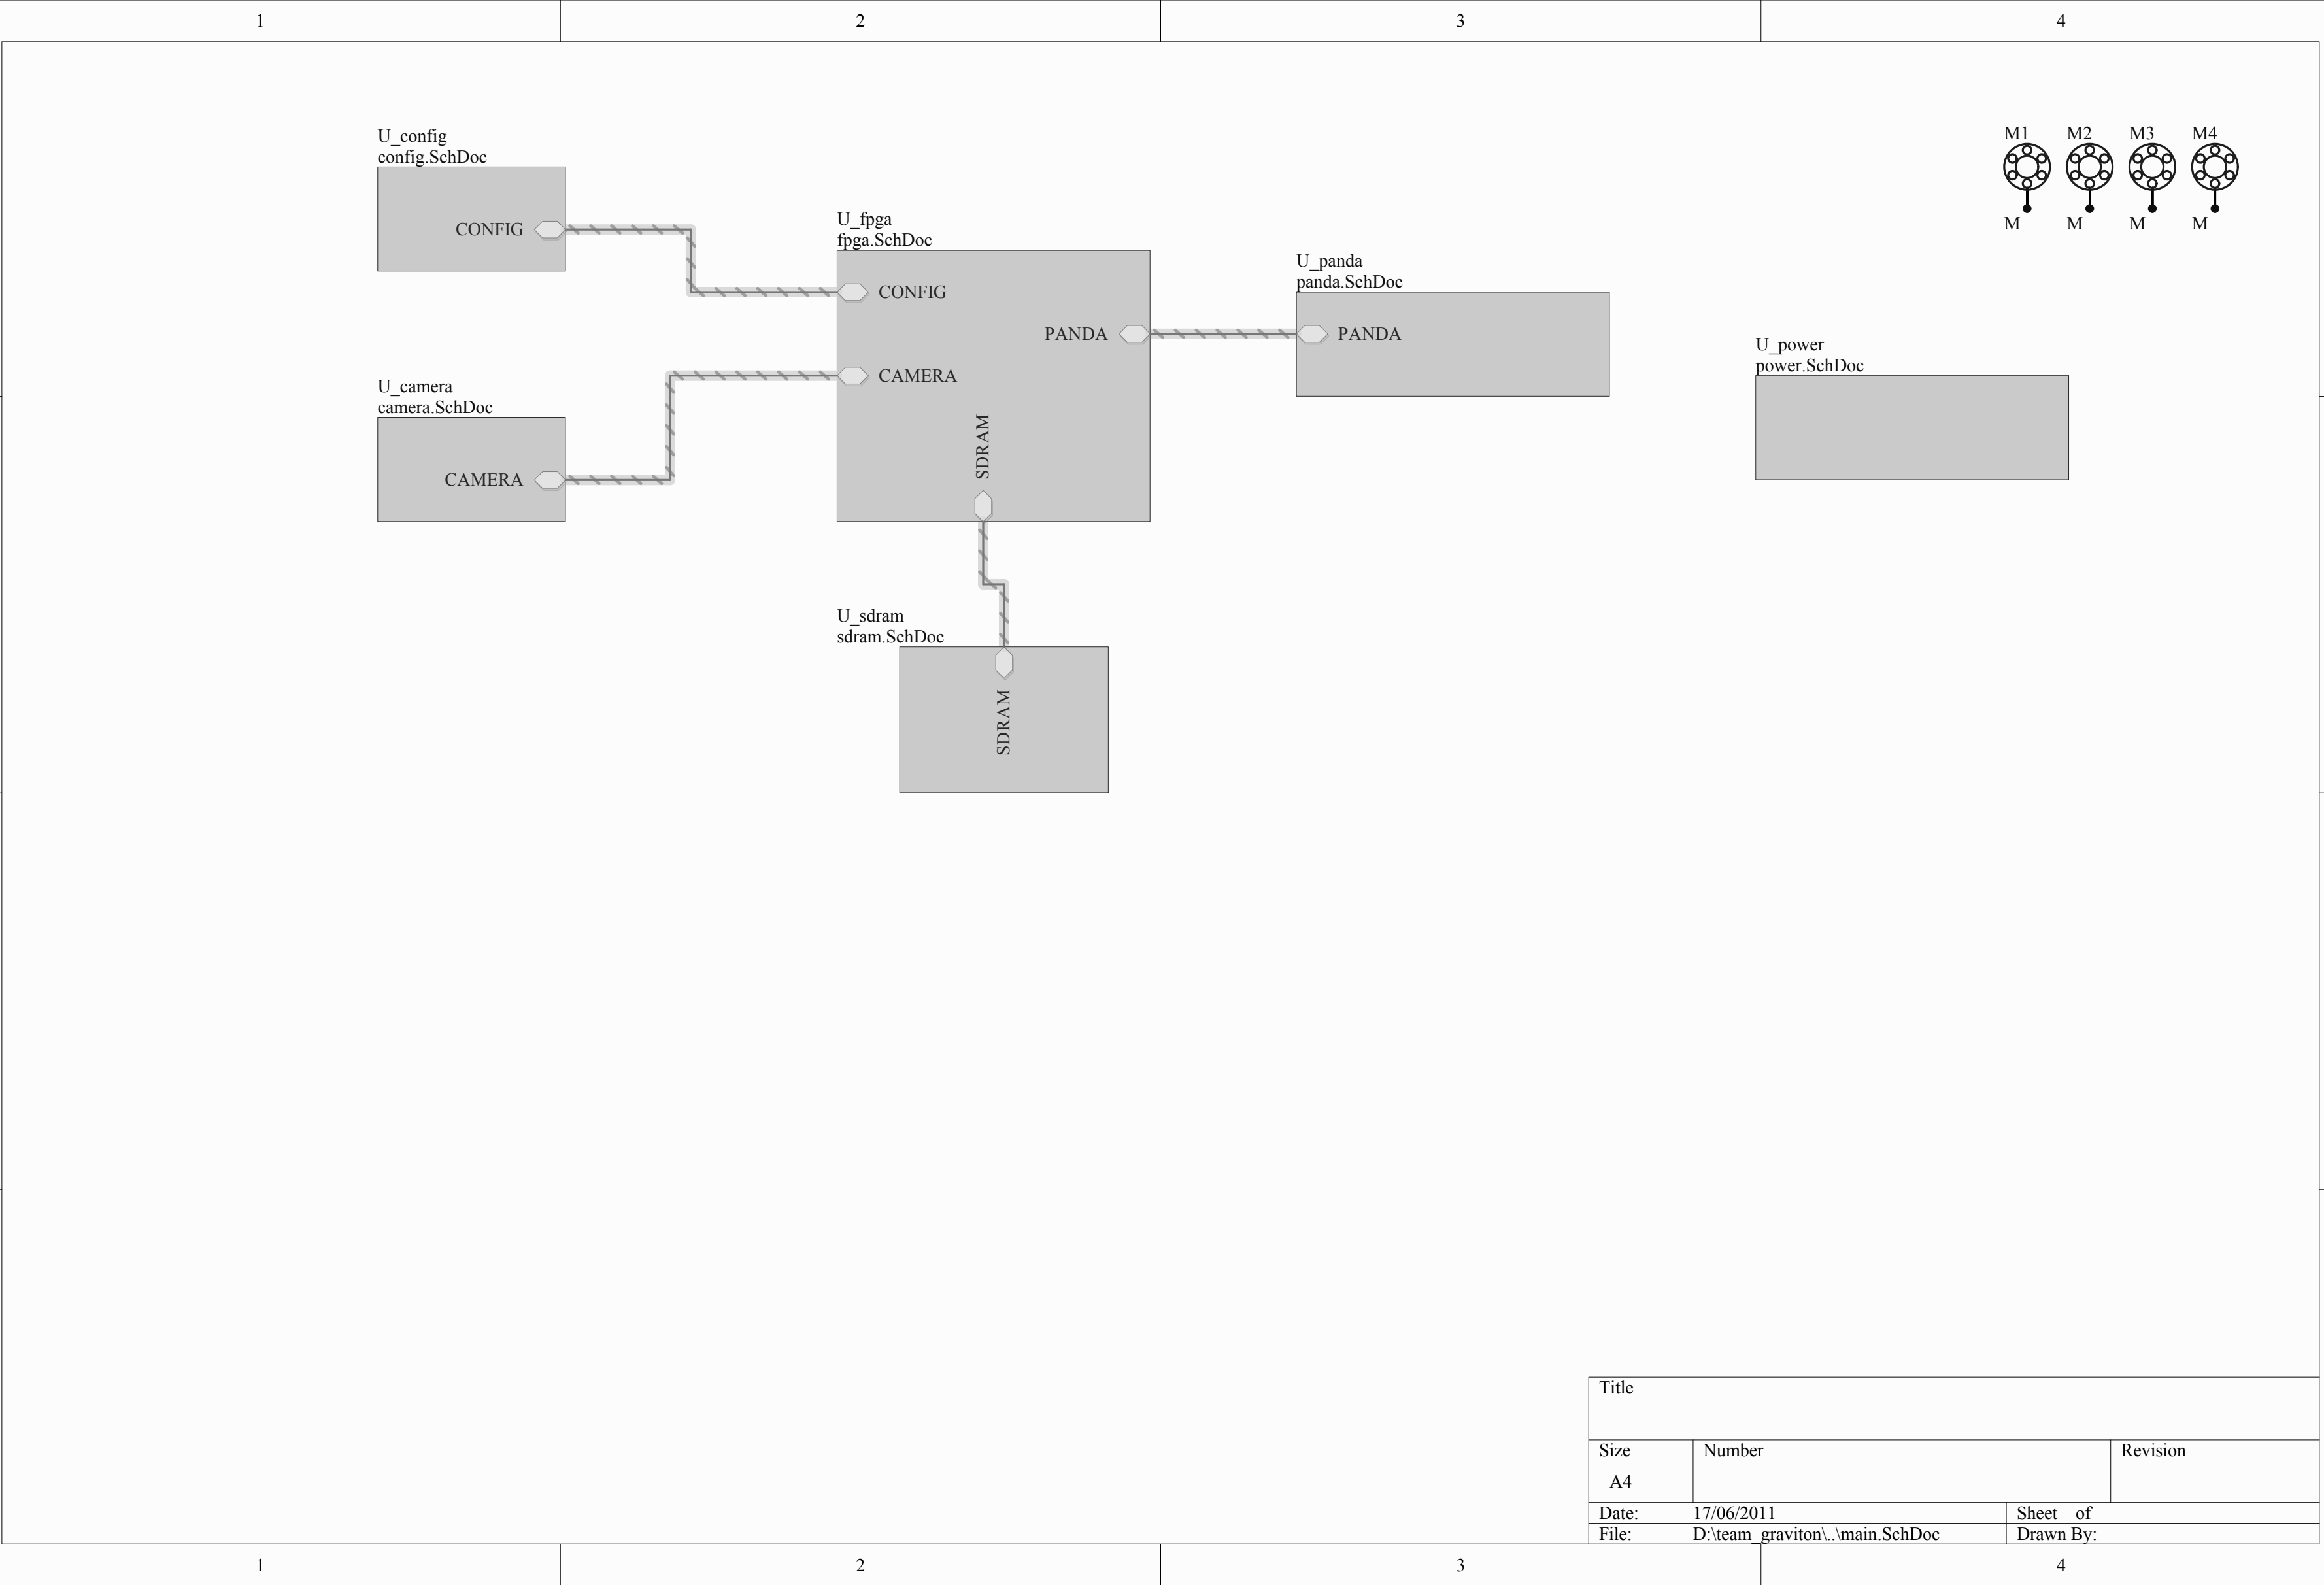 1 2 3 4
U_config
config.SchDoc
CONFIG
U_camera
camera.SchDoc
CAMERA
U_fpga
fpga.SchDoc
CONFIG
PANDA
CAMERA
SDRAM
U_sdram
sdram.SchDoc
SDRAM
U_panda
panda.SchDoc
PANDA
U_power
power.SchDoc
M1 M2 M3 M4
M M M M
Title
Size Number Revision
A4
Date: 17/06/2011 Sheet of
File: D:\team_graviton\..\main.SchDoc Drawn By:
1 2 3 4